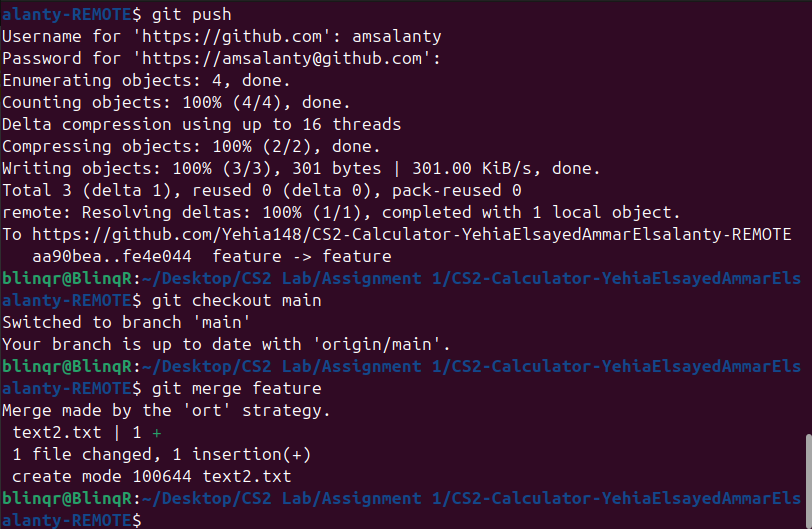 alanty-REMOTE$ git push
Username for 'https://github.com': amsalanty
Password for 'https://amsalanty@github.com':
Enumerating objects: 4, done.
Counting objects: 100% (4/4), done.
Delta compression using up to 16 threads
Compressing objects: 100% (2/2), done.
Writing objects: 100% (3/3), 301 bytes | 301.00 KiB/s, done.
Total 3 (delta 1), reused 0 (delta 0), pack-reused 0
remote: Resolving deltas: 100% (1/1), completed with 1 local object.
To https://github.com/Yehia148/CS2-Calculator-YehiaElsayedAmmarElsalanty-REMOTE
   aa90bea..fe4e044  feature -> feature
blinqr@BlinqR:~/Desktop/CS2 Lab/Assignment 1/CS2-Calculator-YehiaElsayedAmmarEls
alanty-REMOTE$ git checkout main
Switched to branch 'main'
Your branch is up to date with 'origin/main'.
blinqr@BlinqR:~/Desktop/CS2 Lab/Assignment 1/CS2-Calculator-YehiaElsayedAmmarEls
alanty-REMOTE$ git merge feature
Merge made by the 'ort' strategy.
 text2.txt | 1 +
 1 file changed, 1 insertion(+)
 create mode 100644 text2.txt
blinqr@BlinqR:~/Desktop/CS2 Lab/Assignment 1/CS2-Calculator-YehiaElsayedAmmarEls
alanty-REMOTE$